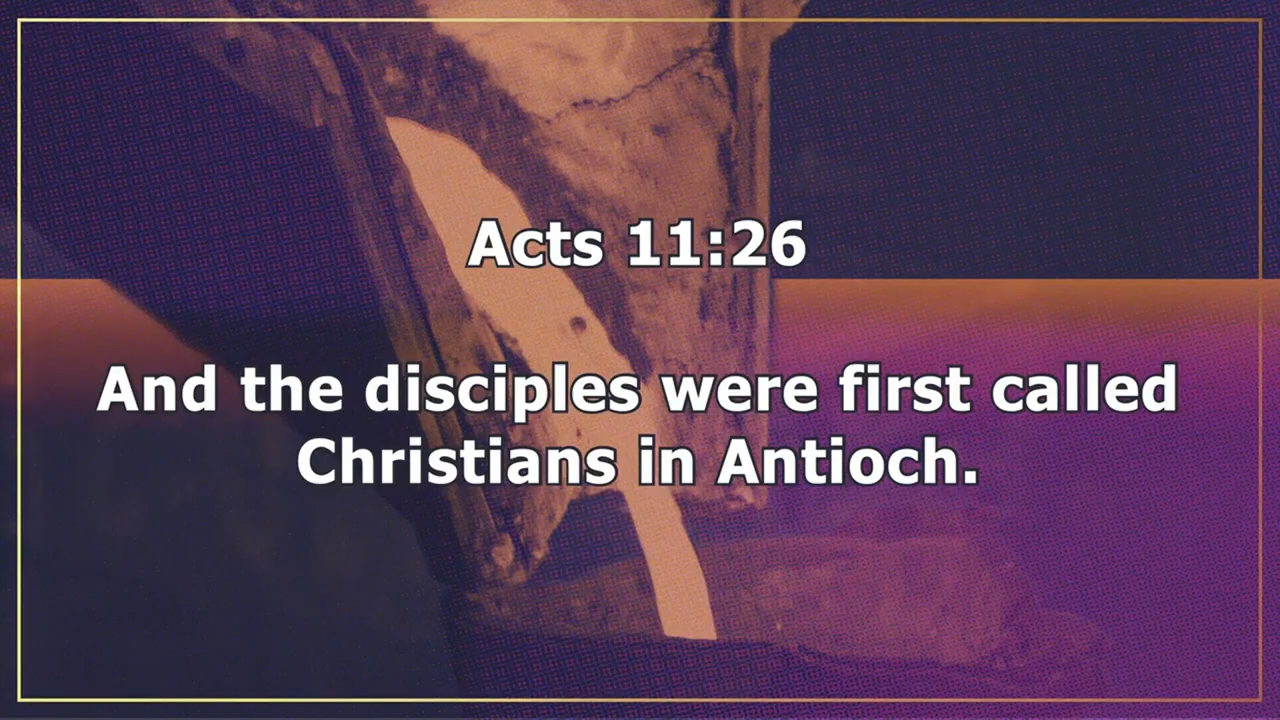 Acts 11:26
And the disciples were first called
Christians in Antioch.